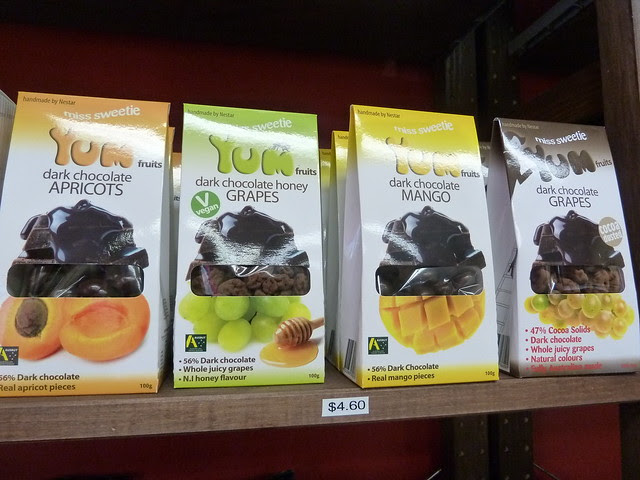 handmade by Nestar
miss sweetie
YUM
fruits
dark chocolate
APRICOTS
56% Dark chocolate
Real apricot pieces
100g
handmade by Nestar
miss sweetie
YUM
fruits
dark chocolate honey
GRAPES
V
vegan
• 56% Dark chocolate
• Whole juicy grapes
• N.I honey flavour
100g
handmade by Nestar
miss sweetie
YUM
fruits
dark chocolate
MANGO
• 56% Dark chocolate
• Real mango pieces
100g
handmade by Nestar
miss sweetie
YUM
fruits
dark chocolate
GRAPES
cocoa
dusted
• 47% Cocoa Solids
• Dark chocolate
• Whole juicy grapes
• Natural colours
100g
$4.60